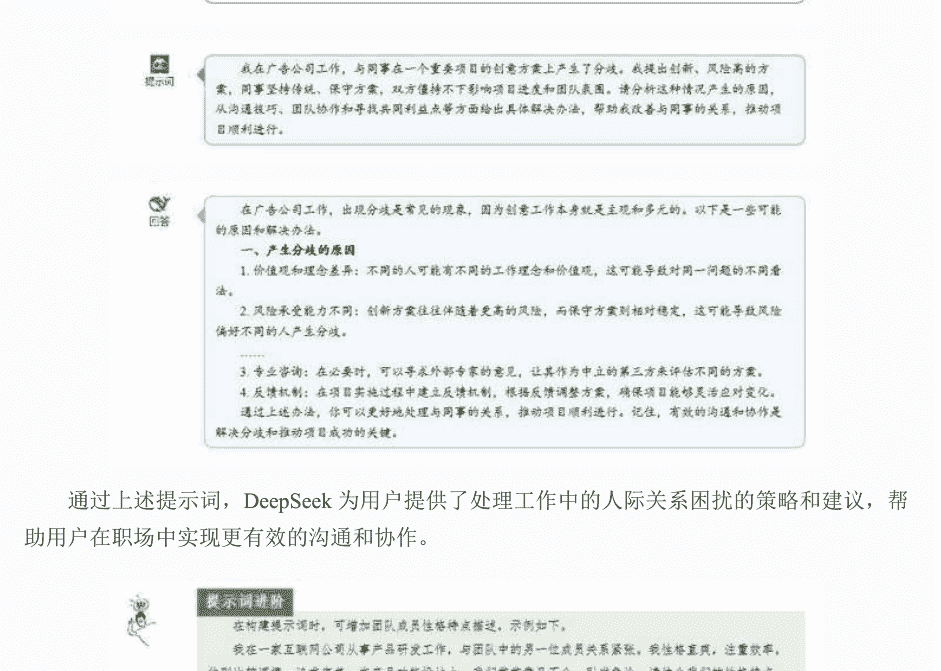 提示词
我在广告公司工作，与同事在一个重要项目的创意方案上产生了分歧。我提出创新、风险高的方
案，同事坚持传统、保守方案，双方僵持不下影响项目进度和团队氛围。请分析这种情况产生的原因，
从沟通技巧、团队协作和寻找共同利益点等方面给出具体解决办法，帮助我改善与同事的关系，推动项
目顺利进行。
回答
在广告公司工作，出现分歧是常见的现象，因为创意工作本身就是主观和多元的。以下是一些可能
的原因和解决办法。
一、产生分歧的原因
1. 价值观和理念差异：不同的人可能有不同的工作理念和价值观，这可能导致对同一问题的不同看
法。
2. 风险承受能力不同：创新方案往往伴随着更高的风险，而保守方案则相对稳定，这可能导致风险
偏好不同的人产生分歧。
……
3. 专业咨询：在必要时，可以寻求外部专家的意见，让其作为中立的第三方来评估不同的方案。
4. 反馈机制：在项目实施过程中建立反馈机制，根据反馈调整方案，确保项目能够灵活应对变化。
通过上述办法，你可以更好地处理与同事的关系，推动项目顺利进行。记住，有效的沟通和协作是
解决分歧和推动项目成功的关键。
通过上述提示词，DeepSeek 为用户提供了处理工作中的人际关系困扰的策略和建议，帮
助用户在职场中实现更有效的沟通和协作。
提示词进阶
在构建提示词时，可增加团队成员性格特点描述。示例如下。
我在一家互联网公司从事产品研发工作，与团队中的另一位成员关系紧张。我性格直爽，注重效率，